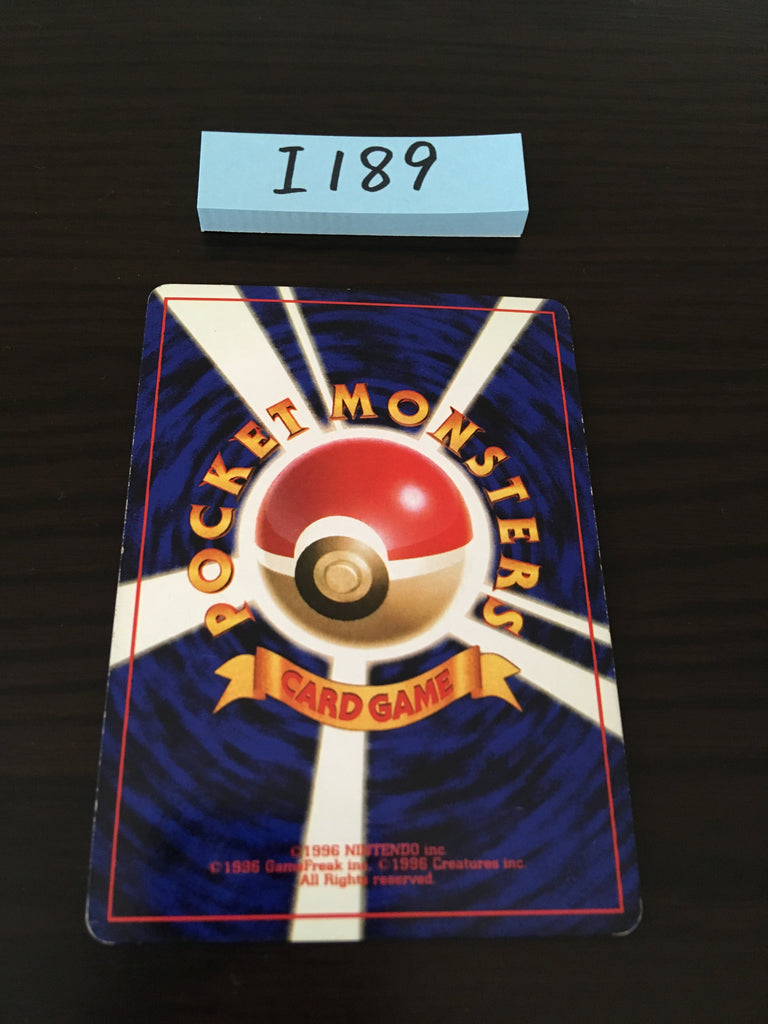 I189
POCKET MONSTERS
CARD GAME
©1996 NINTENDO inc.
©1996 GameFreak inc. ©1996 Creatures inc.
All Rights reserved.